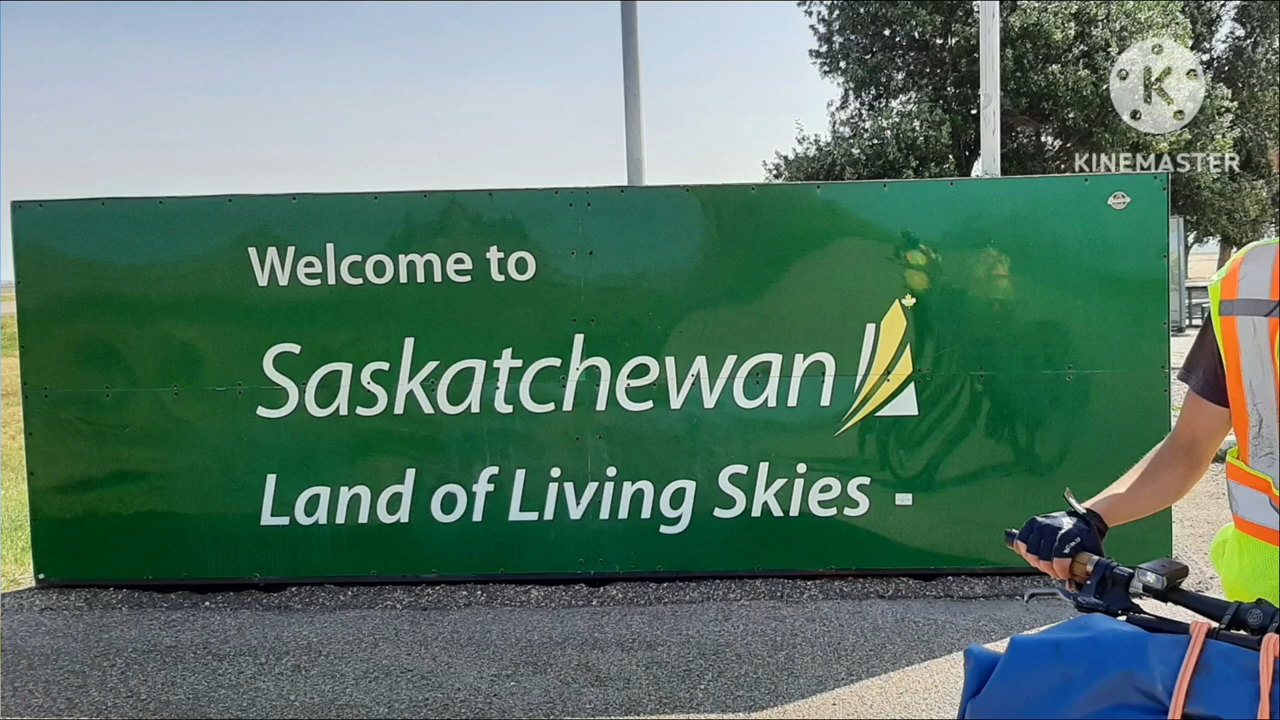 Welcome to
Saskatchewan
Land of Living Skies
K
KINEMASTER